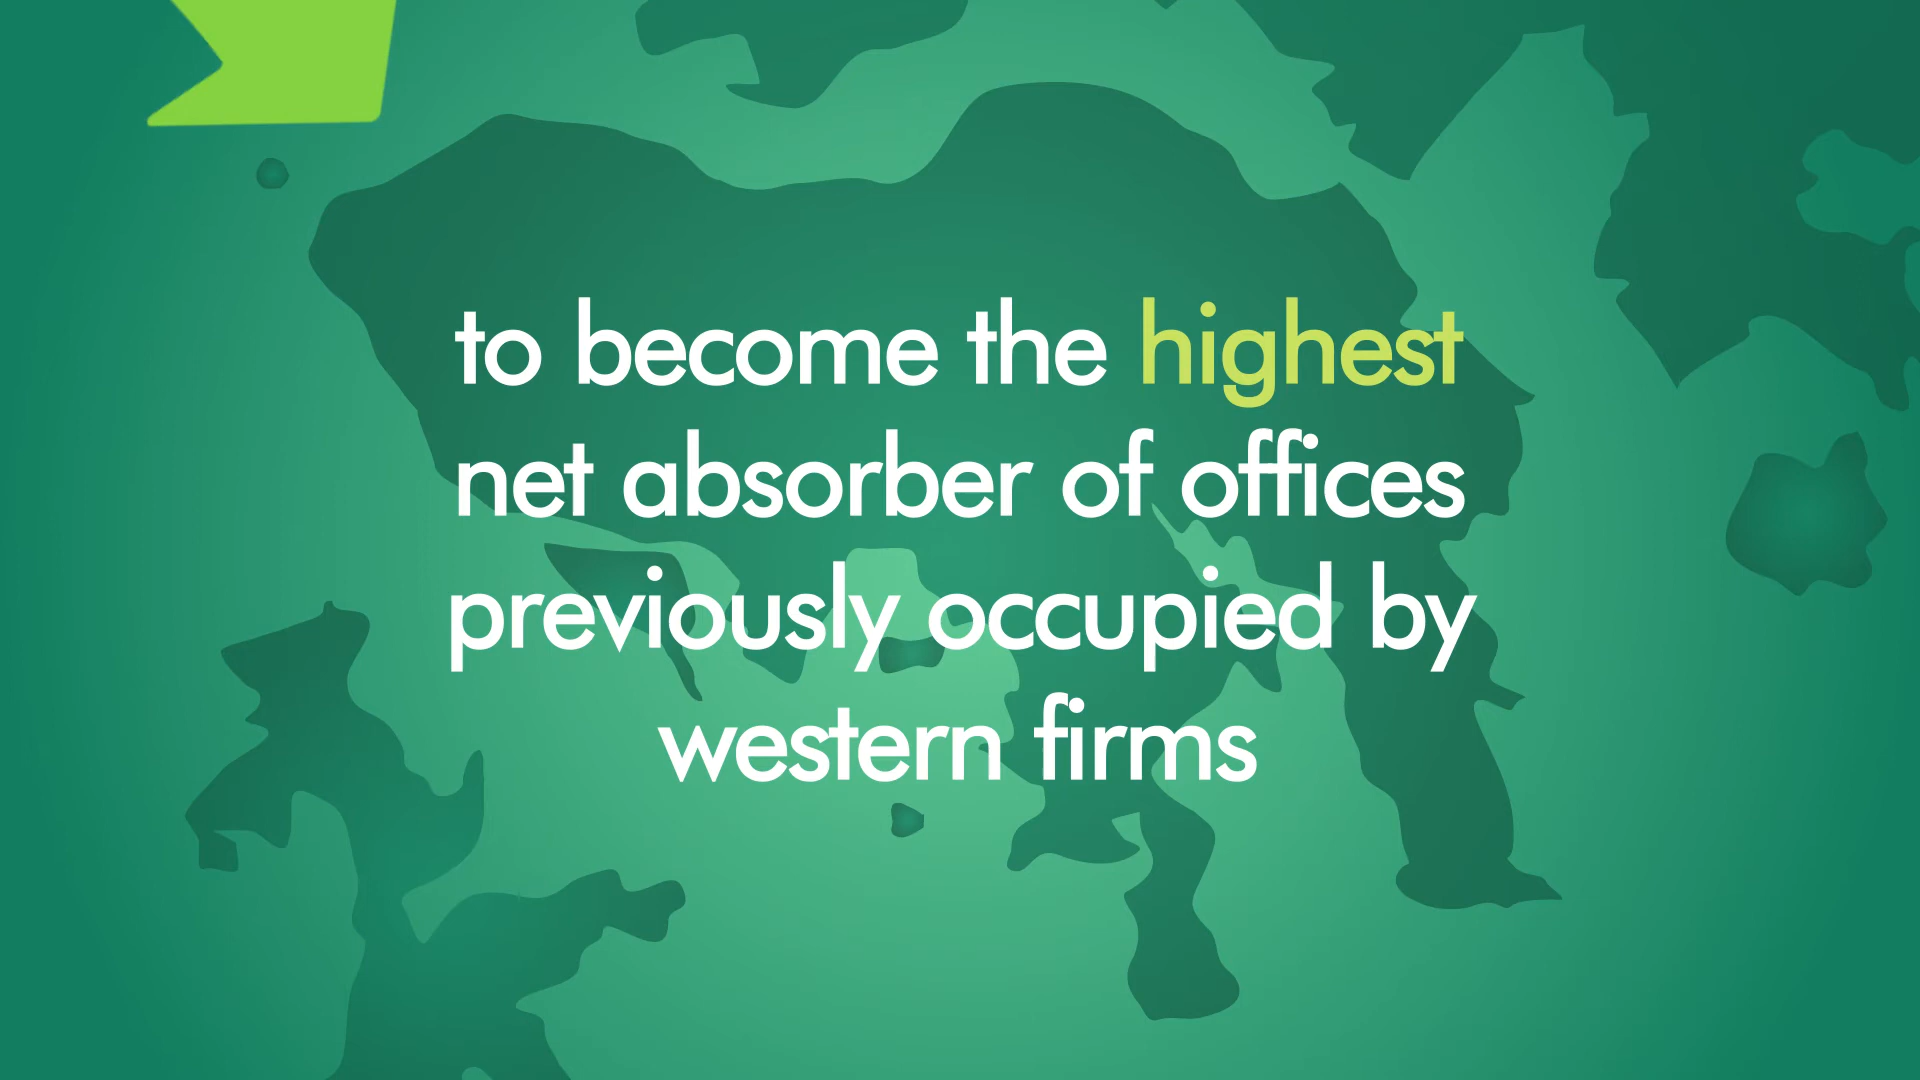 to become the highest
net absorber of offices
previously occupied by
western firms